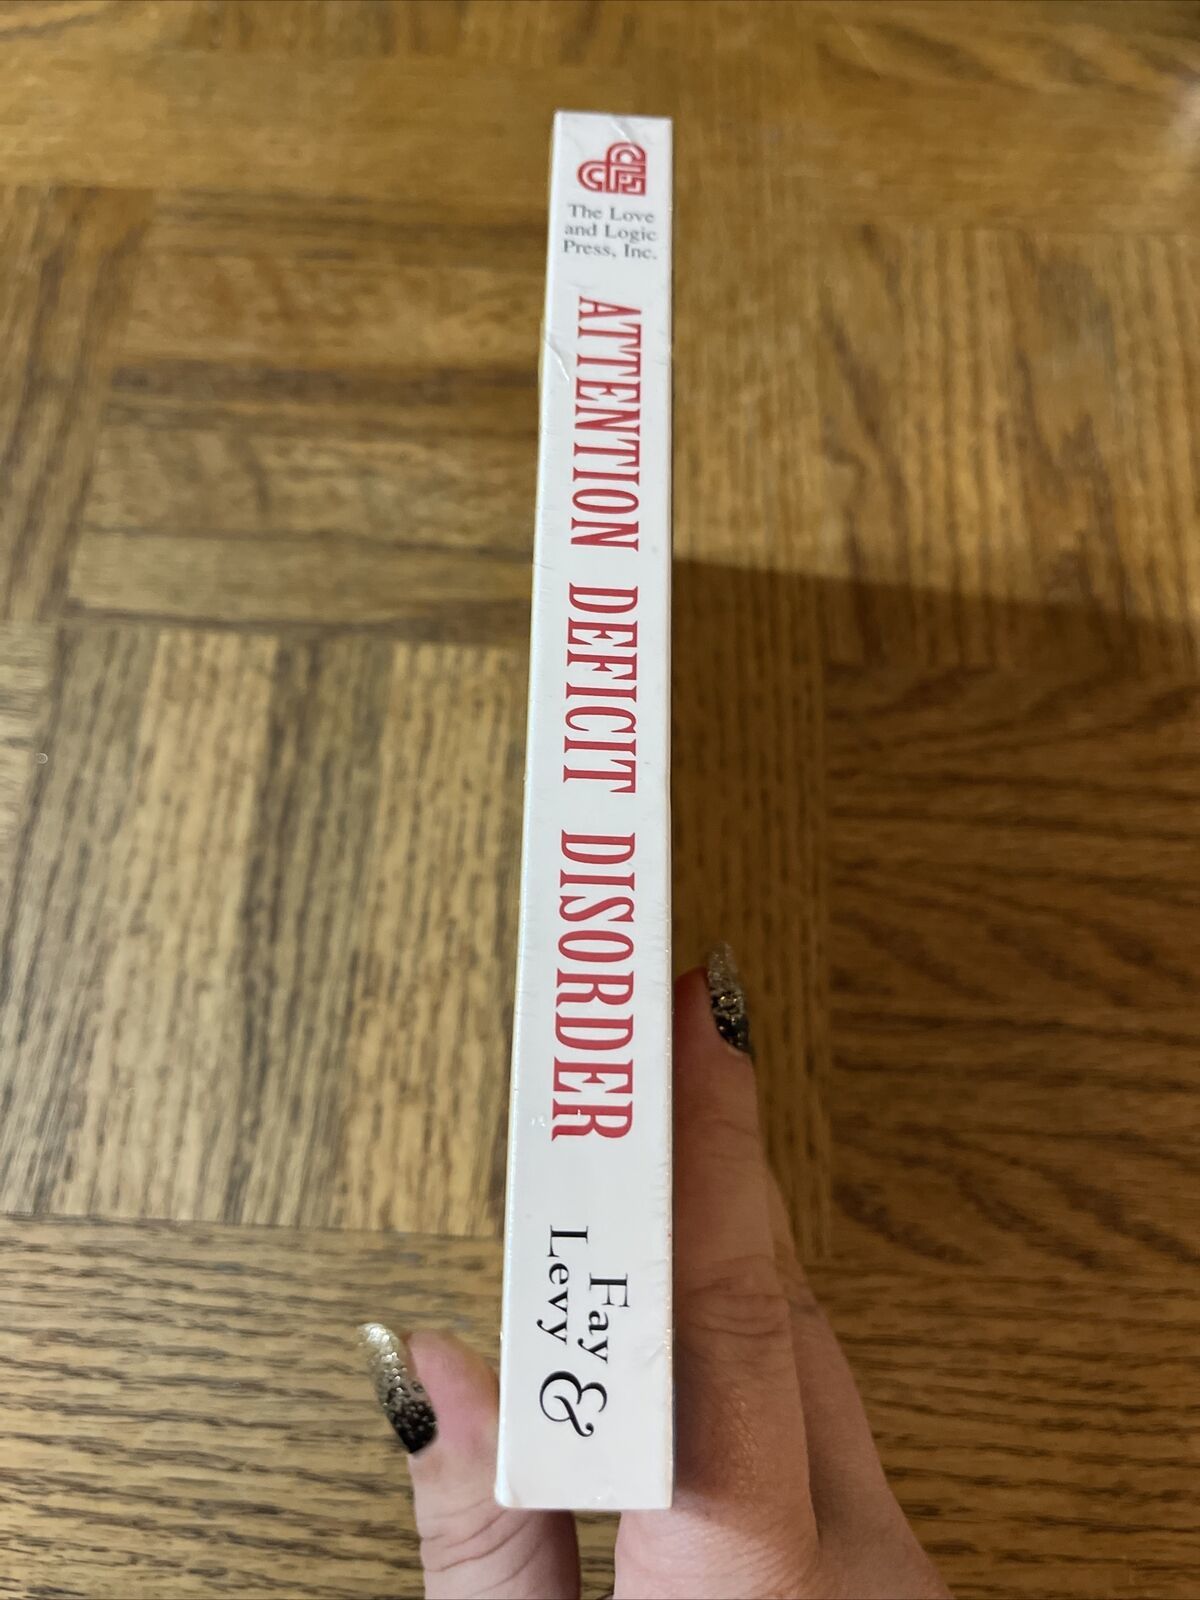 The Love
and Logic
Press, Inc.
ATTENTION DEFICIT DISORDER
Fay &
Levy